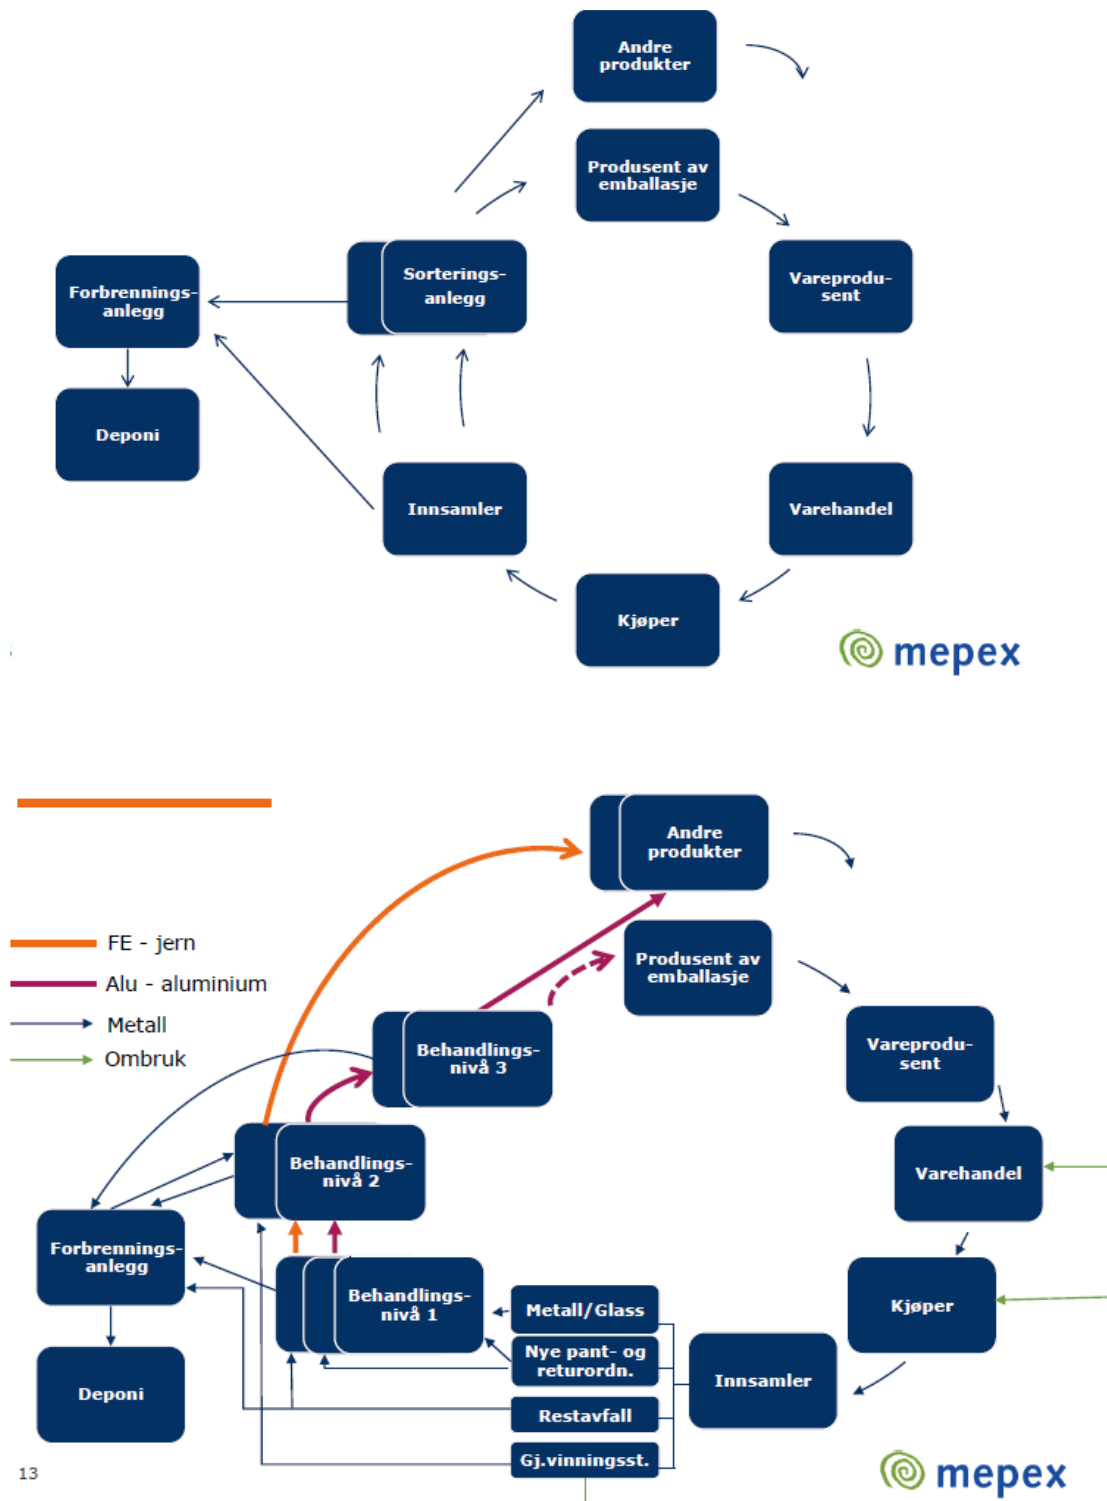 Andre
produkter
Produsent av
emballasje
Sorterings-
anlegg
Forbrennings-
anlegg
Vareprodu-
sent
Deponi
Innsamler
Varehandel
Kjøper
mepex
Andre
produkter
FE - jern
Alu - aluminium
Metall
Ombruk
Produsent av
emballasje
Behandlings-
nivå 3
Vareprodu-
sent
Behandlings-
nivå 2
Varehandel
Forbrennings-
anlegg
Behandlings-
nivå 1
Metall/Glass
Kjøper
Nye pant- og
returordn.
Innsamler
Deponi
Restavfall
Gj.vinningsst.
13
mepex